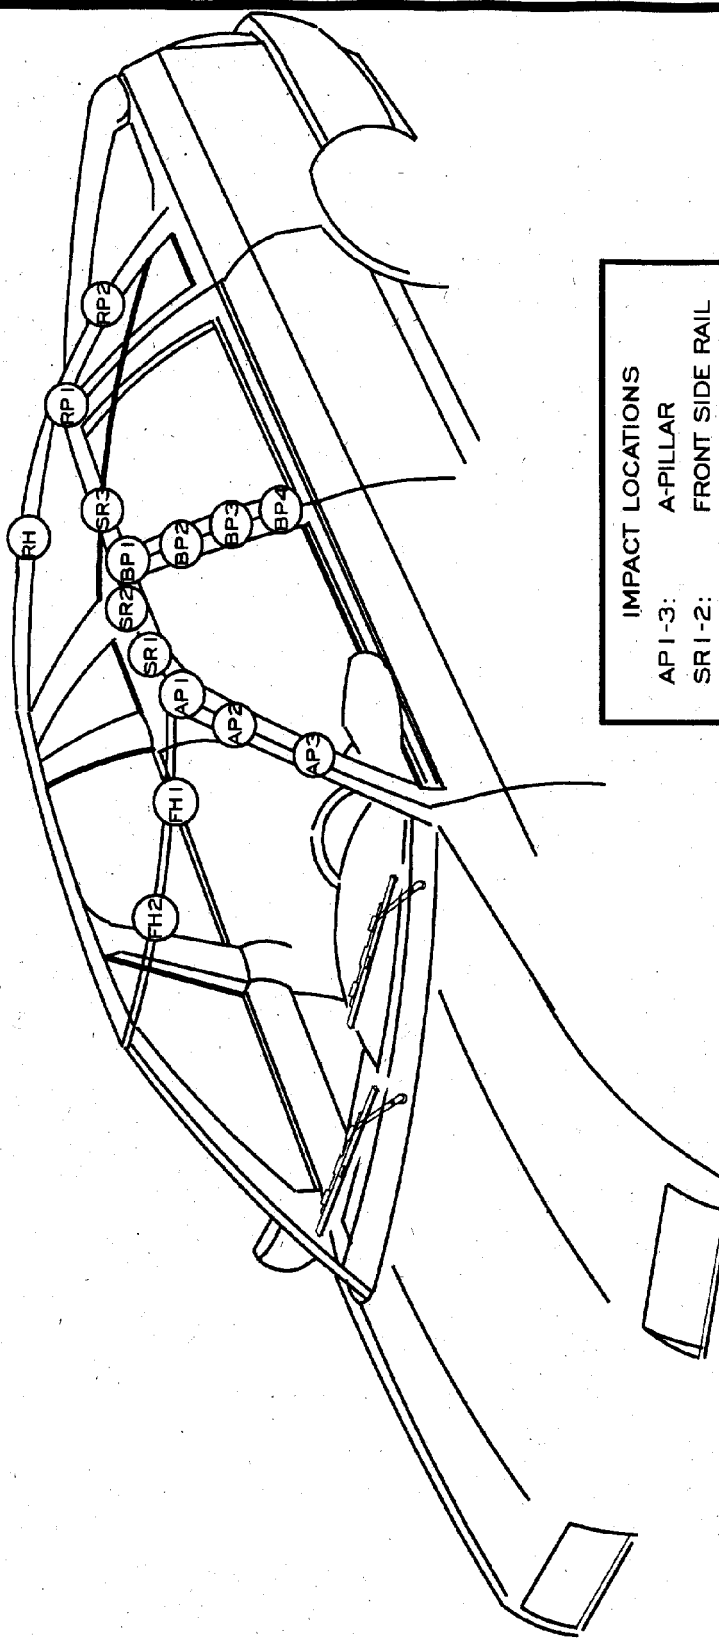 RH
RP2
RP1
SR3
BP1
BP2
BP3
BP4
SR2
SR1
AP1
AP2
AP3
FH1
FH2
IMPACT LOCATIONS
AP1-3: A-PILLAR
SR1-2: FRONT SIDE RAIL